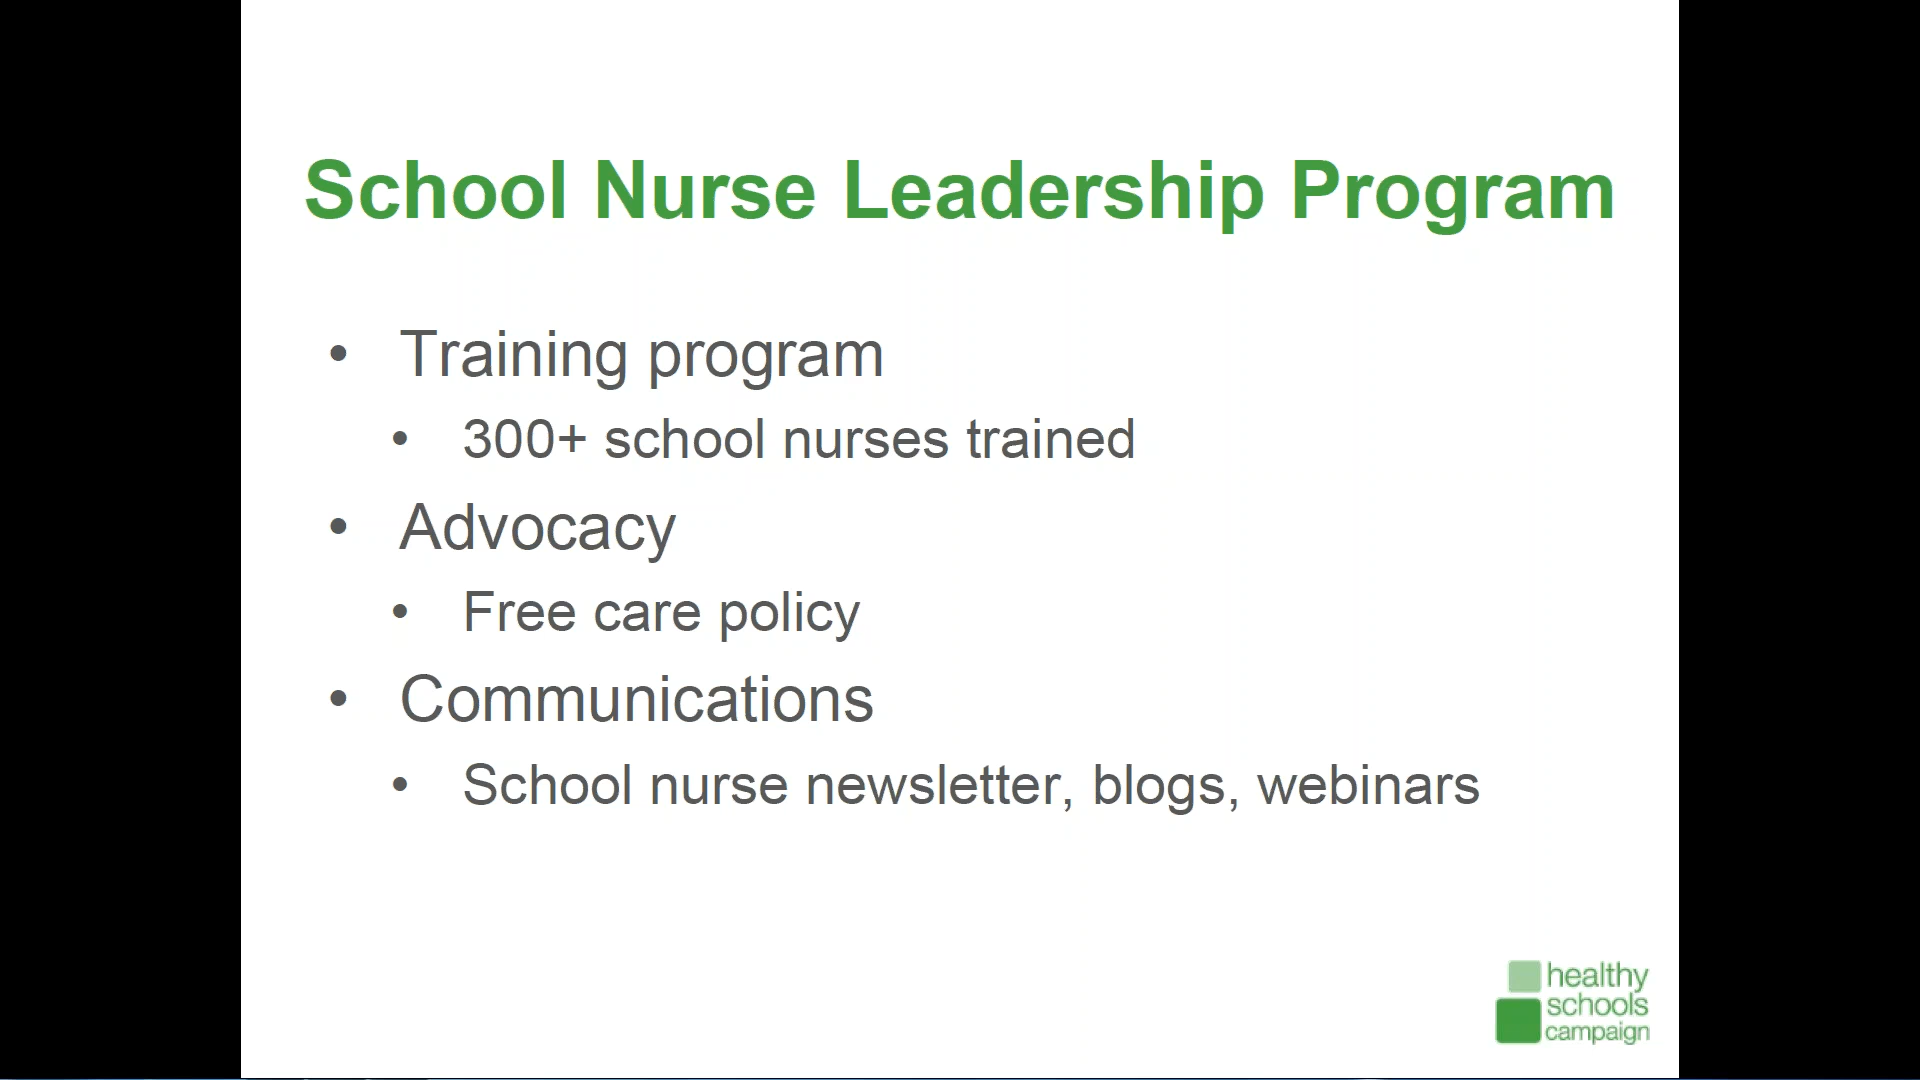 School Nurse Leadership Program
• Training program
• 300+ school nurses trained
• Advocacy
• Free care policy
• Communications
• School nurse newsletter, blogs, webinars
healthy
schools
campaign